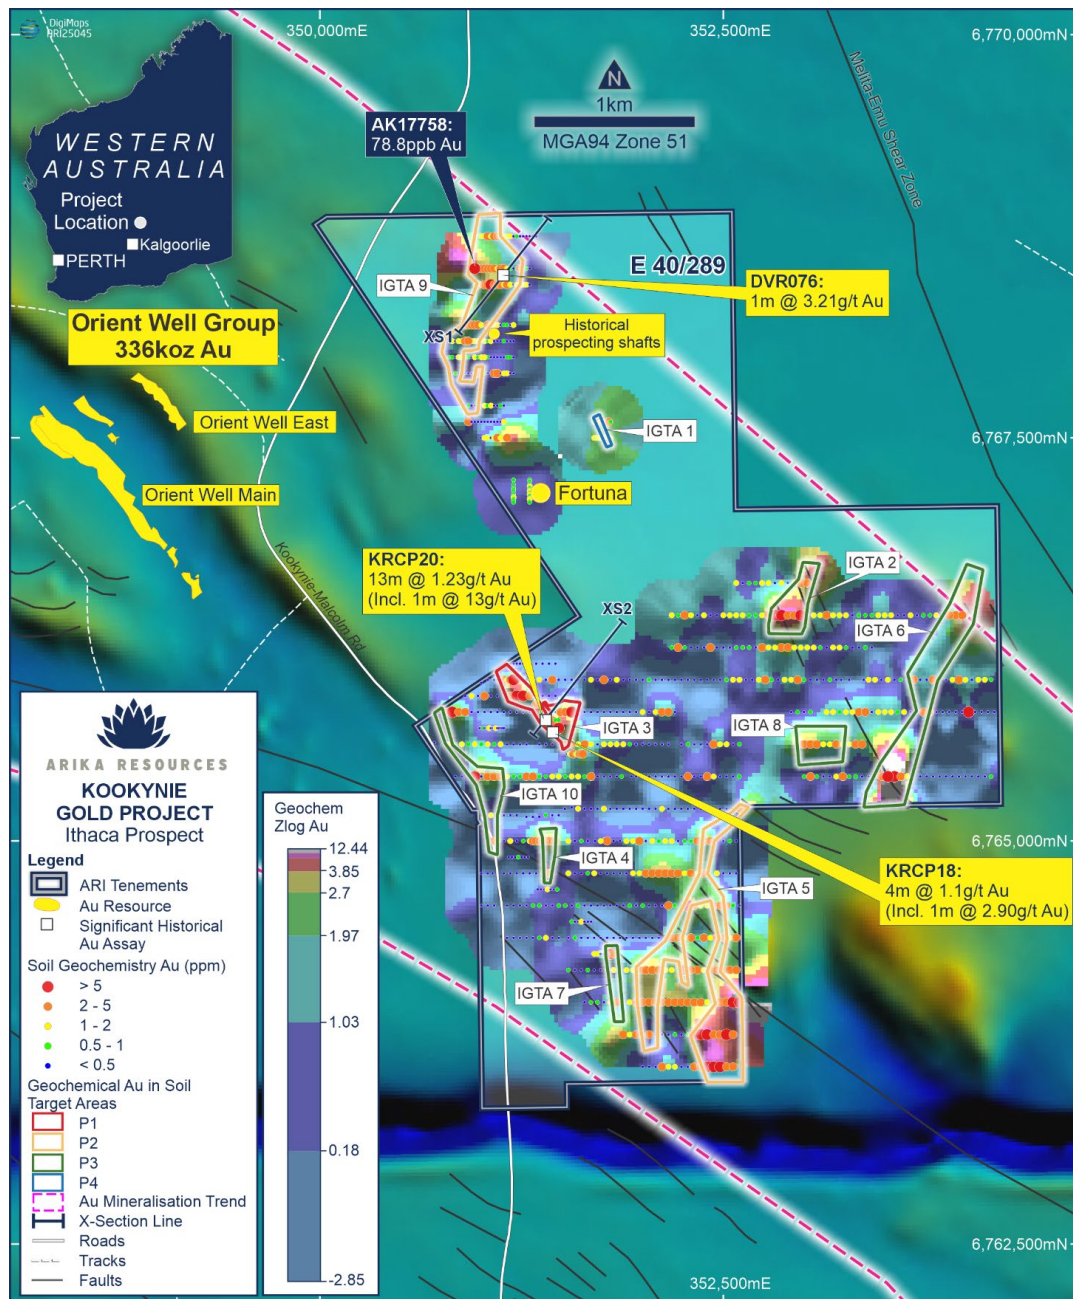 DigiMaps
ARI25045
350,000mE
352,500mE
6,770,000mN
WESTERN
AUSTRALIA
Project
Location
Kalgoorlie
PERTH
N
1km
MGA94 Zone 51
Melita-Emu Shear Zone
AK17758:
78.8ppb Au
E 40/289
IGTA 9
DVR076:
1m @ 3.21g/t Au
XS1
Historical
prospecting shafts
Orient Well Group
336koz Au
Orient Well East
IGTA 1
6,767,500mN
Orient Well Main
Fortuna
KRCP20:
13m @ 1.23g/t Au
(Incl. 1m @ 13g/t Au)
Kookynie-Malcolm Rd
XS2
IGTA 2
IGTA 6
IGTA 3
IGTA 8
IGTA 10
6,765,000mN
IGTA 4
IGTA 5
KRCP18:
4m @ 1.1g/t Au
(Incl. 1m @ 2.90g/t Au)
IGTA 7
ARIKA RESOURCES
KOOKYNIE
GOLD PROJECT
Ithaca Prospect
Legend
ARI Tenements
Au Resource
Significant Historical
Au Assay
Soil Geochemistry Au (ppm)
> 5
2 - 5
1 - 2
0.5 - 1
< 0.5
Geochemical Au in Soil
Target Areas
P1
P2
P3
P4
Au Mineralisation Trend
X-Section Line
Roads
Tracks
Faults
Geochem
Zlog Au
12.44
3.85
2.7
1.97
1.03
0.18
-2.85
6,762,500mN
352,500mE